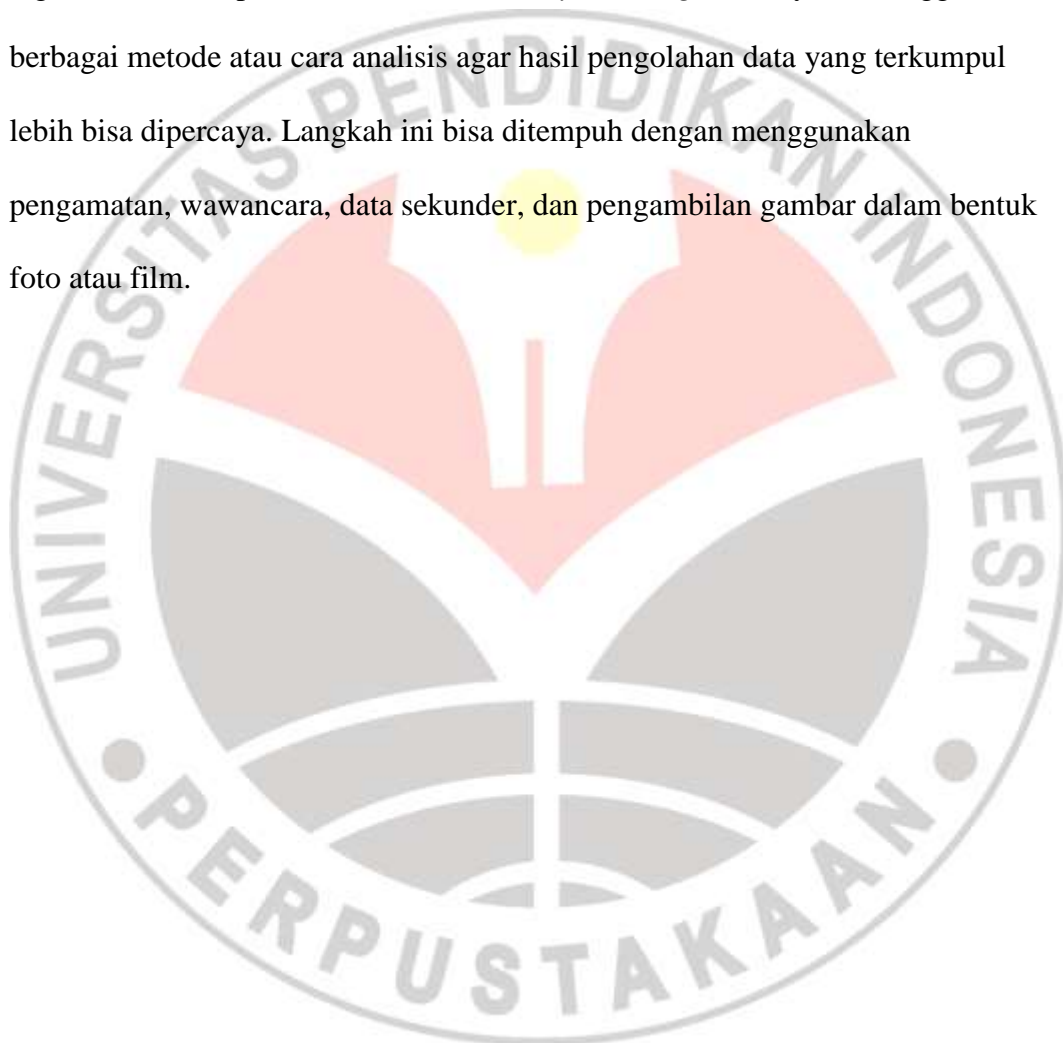 berbagai metode atau cara analisis agar hasil pengolahan data yang terkumpul
lebih bisa dipercaya. Langkah ini bisa ditempuh dengan menggunakan
pengamatan, wawancara, data sekunder, dan pengambilan gambar dalam bentuk
foto atau film.
UNIVERSITAS PENDIDIKAN INDONESIA
PERPUSTAKAAN